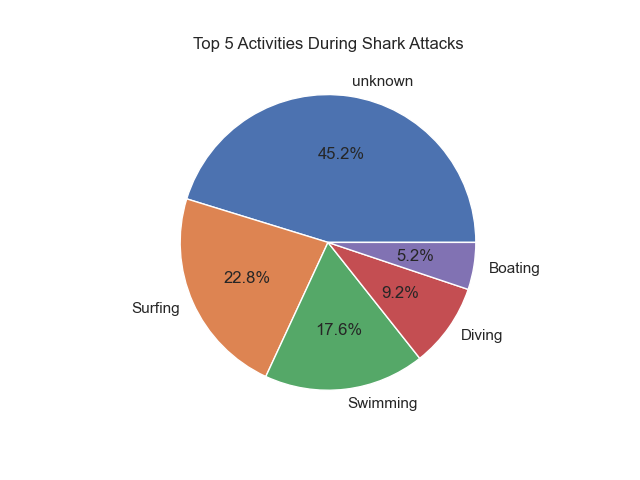 Top 5 Activities During Shark Attacks
unknown
45.2%
5.2%
Boating
22.8%
9.2%
Surfing
17.6%
Diving
Swimming